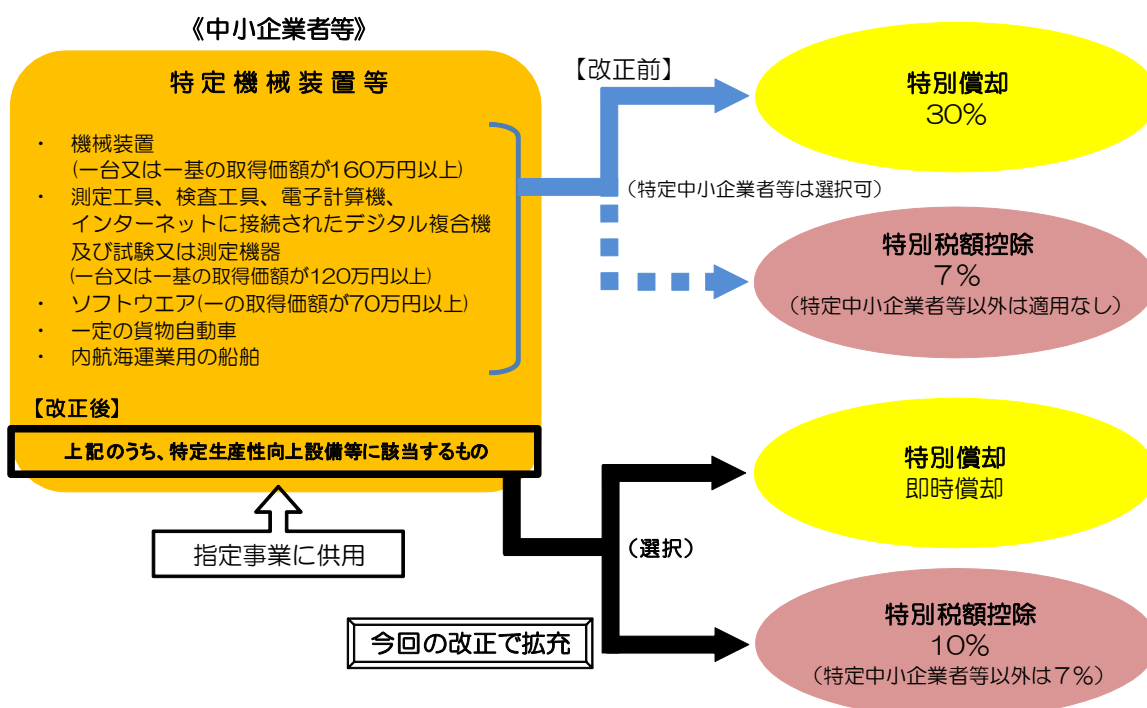 《中小企業者等》
特定機械装置等
・ 機械装置
(一台又は一基の取得価額が160万円以上)
・ 測定工具、検査工具、電子計算機、
インターネットに接続されたデジタル複合機
及び試験又は測定機器
(一台又は一基の取得価額が120万円以上)
・ ソフトウエア(一の取得価額が70万円以上)
・ 一定の貨物自動車
・ 内航海運業用の船舶
【改正後】
上記のうち、特定生産性向上設備等に該当するもの
指定事業に供用
【改正前】
(特定中小企業者等は選択可)
特別償却
30%
特別税額控除
7%
(特定中小企業者等以外は適用なし)
(選択)
今回の改正で拡充
特別償却
即時償却
特別税額控除
10%
(特定中小企業者等以外は7%)